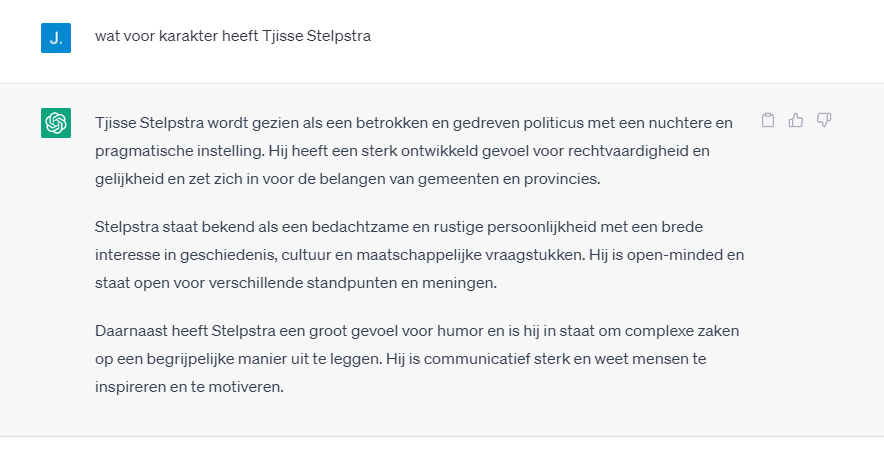 J.
wat voor karakter heeft Tjisse Stelpstra
Tjisse Stelpstra wordt gezien als een betrokken en gedreven politicus met een nuchtere en
pragmatische instelling. Hij heeft een sterk ontwikkeld gevoel voor rechtvaardigheid en
gelijkheid en zet zich in voor de belangen van gemeenten en provincies.
Stelpstra staat bekend als een bedachtzame en rustige persoonlijkheid met een brede
interesse in geschiedenis, cultuur en maatschappelijke vraagstukken. Hij is open-minded en
staat open voor verschillende standpunten en meningen.
Daarnaast heeft Stelpstra een groot gevoel voor humor en is hij in staat om complexe zaken
op een begrijpelijke manier uit te leggen. Hij is communicatief sterk en weet mensen te
inspireren en te motiveren.